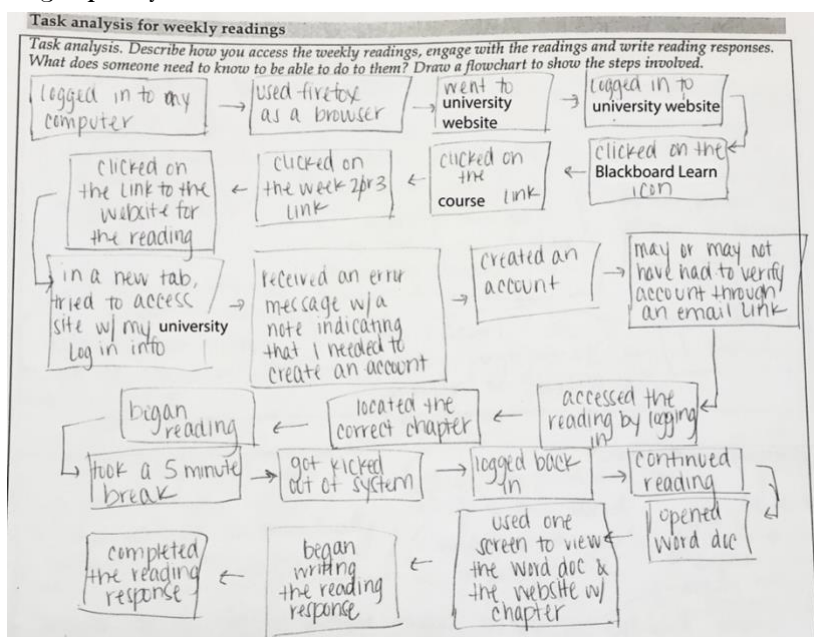 Task analysis for weekly readings
Task analysis. Describe how you access the weekly readings, engage with the readings and write reading responses.
What does someone need to know to be able to do to them? Draw a flowchart to show the steps involved.
logged in to my
computer
used firefox
as a browser
went to
university
website
logged in to
university website
clicked on the
Blackboard Learn
icon
clicked on
the
course link
clicked on
the week 2 or 3
link
clicked on
the link to the
website for
the reading
in a new tab,
tried to access
site w/ my university
log in info
received an error
message w/a
note indicating
that I needed to
create an account
created an
account
may or may not
have had to verify
account through
an email link
accessed the
reading by logging
in
located the
correct chapter
began
reading
took a 5 minute
break
got kicked
out of system
logged back
in
continued
reading
opened
word doc
used one
screen to view
the word doc &
the website w/
chapter
began
writing
the reading
response
completed
the reading
response